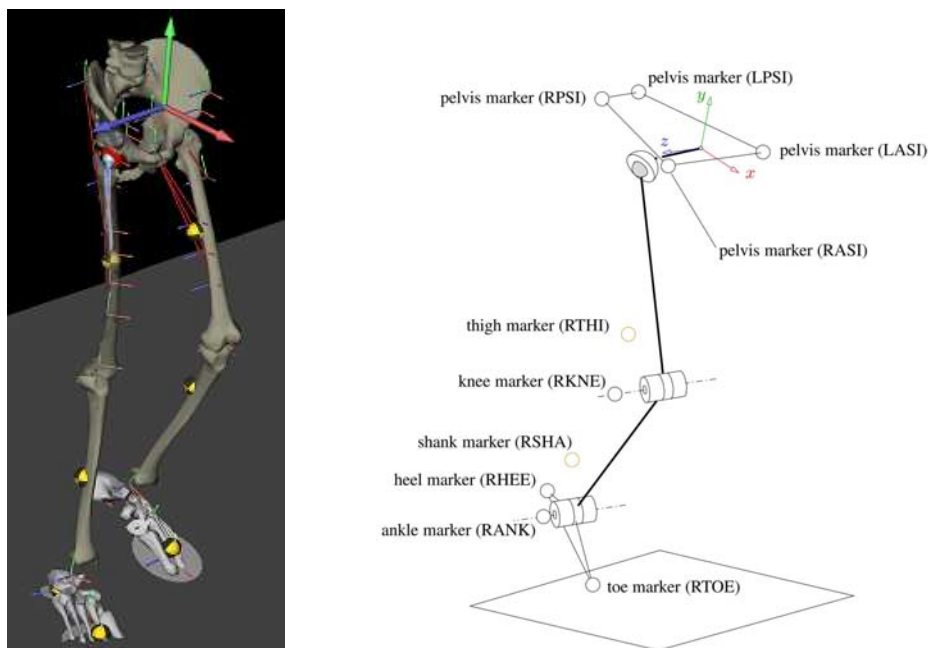 pelvis marker (LPSI)
pelvis marker (RPSI)
y
z
pelvis marker (LASI)
x
pelvis marker (RASI)
thigh marker (RTHI)
knee marker (RKNE)
shank marker (RSHA)
heel marker (RHEE)
ankle marker (RANK)
toe marker (RTOE)